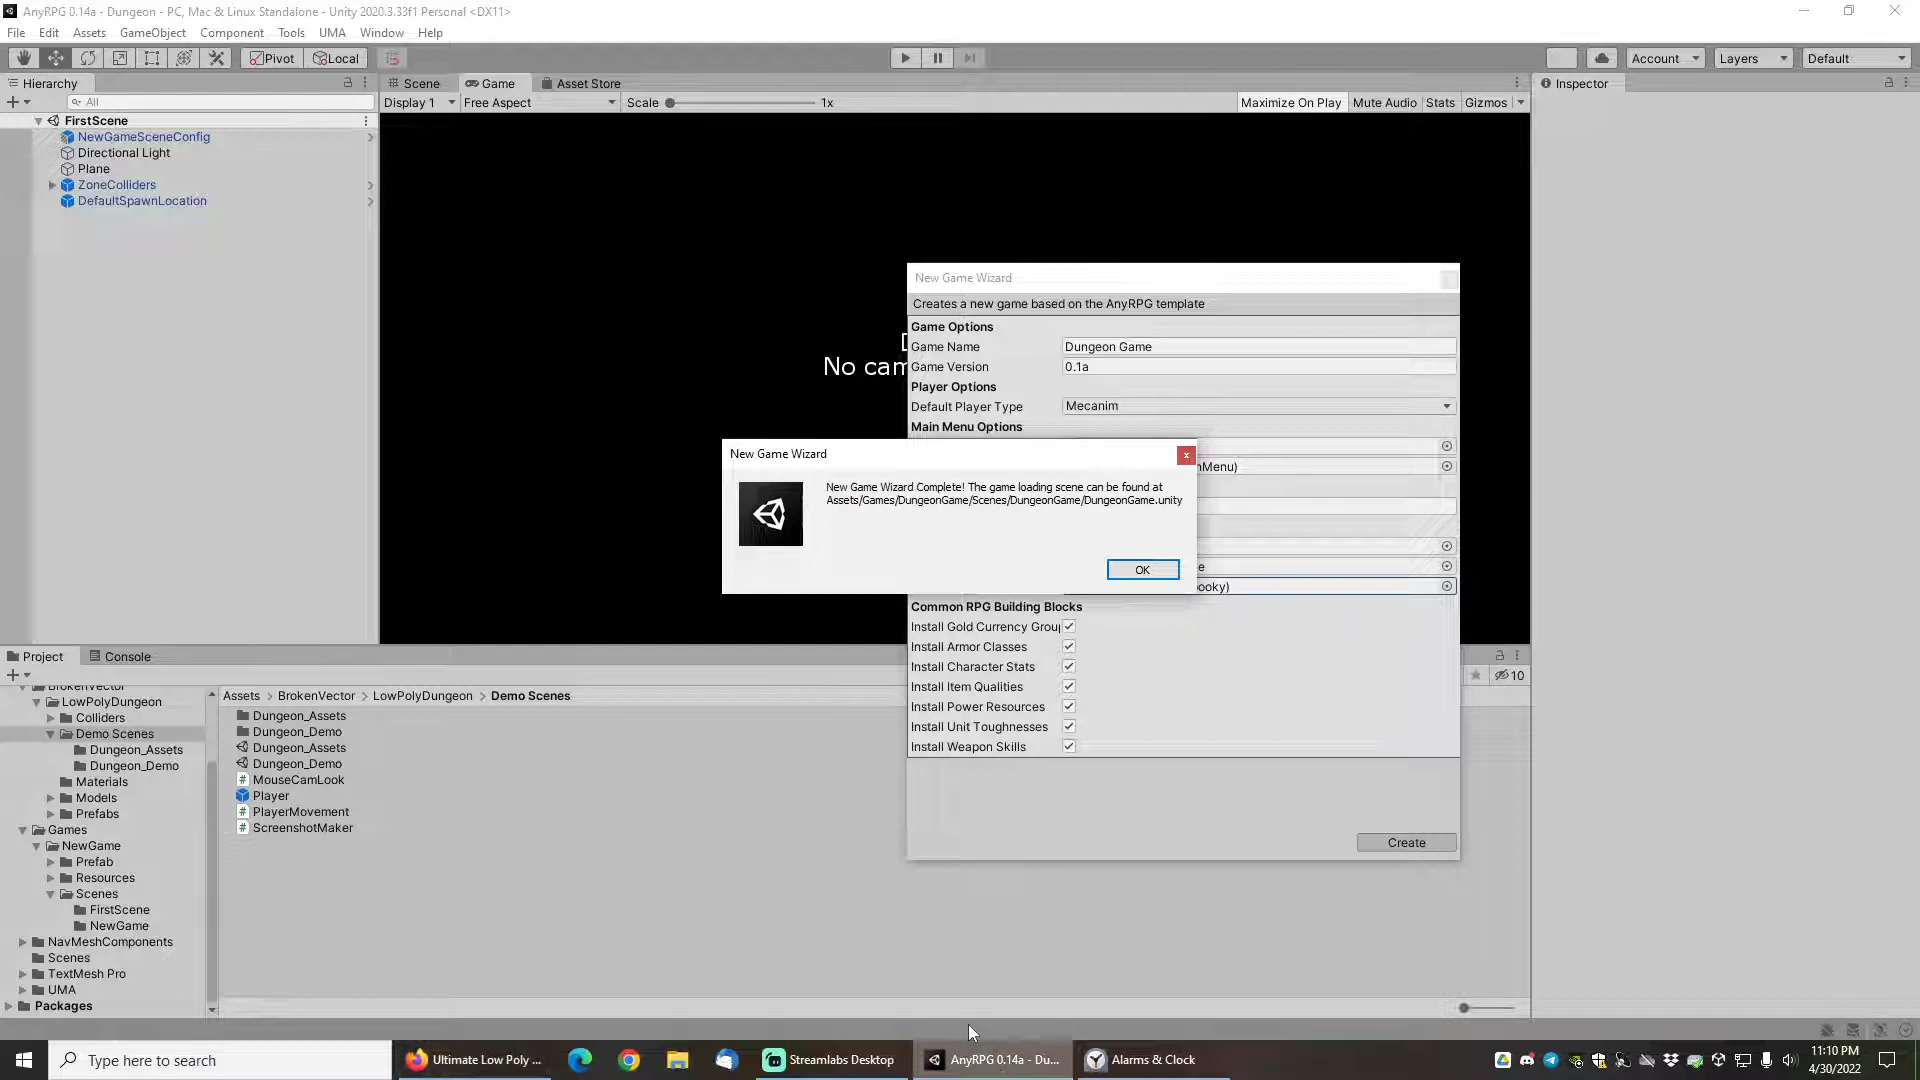 AnyRPG 0.14a - Dungeon - PC, Mac & Linux Standalone - Unity 2020.3.33f1 Personal <DX11>
File Edit Assets GameObject Component Tools UMA Window Help
Pivot Local Account Layers Default
Hierarchy Scene Game Asset Store Inspector
All Display 1 Free Aspect Scale 1x Maximize On Play Mute Audio Stats Gizmos
FirstScene
NewGameSceneConfig
Directional Light
Plane
ZoneColliders
DefaultSpawnLocation
No cam
New Game Wizard
Creates a new game based on the AnyRPG template
Game Options
Game Name Dungeon Game
Game Version 0.1a
Player Options
Default Player Type Mecanim
Main Menu Options
nMenu)
New Game Wizard
x
New Game Wizard Complete! The game loading scene can be found at
Assets/Games/DungeonGame/Scenes/DungeonGame/DungeonGame.unity
OK
e
ooky)
Common RPG Building Blocks
Install Gold Currency Grou
Install Armor Classes
Install Character Stats
Install Item Qualities
Install Power Resources
Install Unit Toughnesses
Install Weapon Skills
Create
Project Console
10
BrokenVector
LowPolyDungeon
Colliders
Demo Scenes
Dungeon_Assets
Dungeon_Demo
Materials
Models
Prefabs
Games
NewGame
Prefab
Resources
Scenes
FirstScene
NewGame
NavMeshComponents
Scenes
TextMesh Pro
UMA
Packages
Assets > BrokenVector > LowPolyDungeon > Demo Scenes
Dungeon_Assets
Dungeon_Demo
Dungeon_Assets
Dungeon_Demo
MouseCamLook
Player
PlayerMovement
ScreenshotMaker
Type here to search
Ultimate Low Poly ...
Streamlabs Desktop
AnyRPG 0.14a - Du...
Alarms & Clock
11:10 PM
4/30/2022